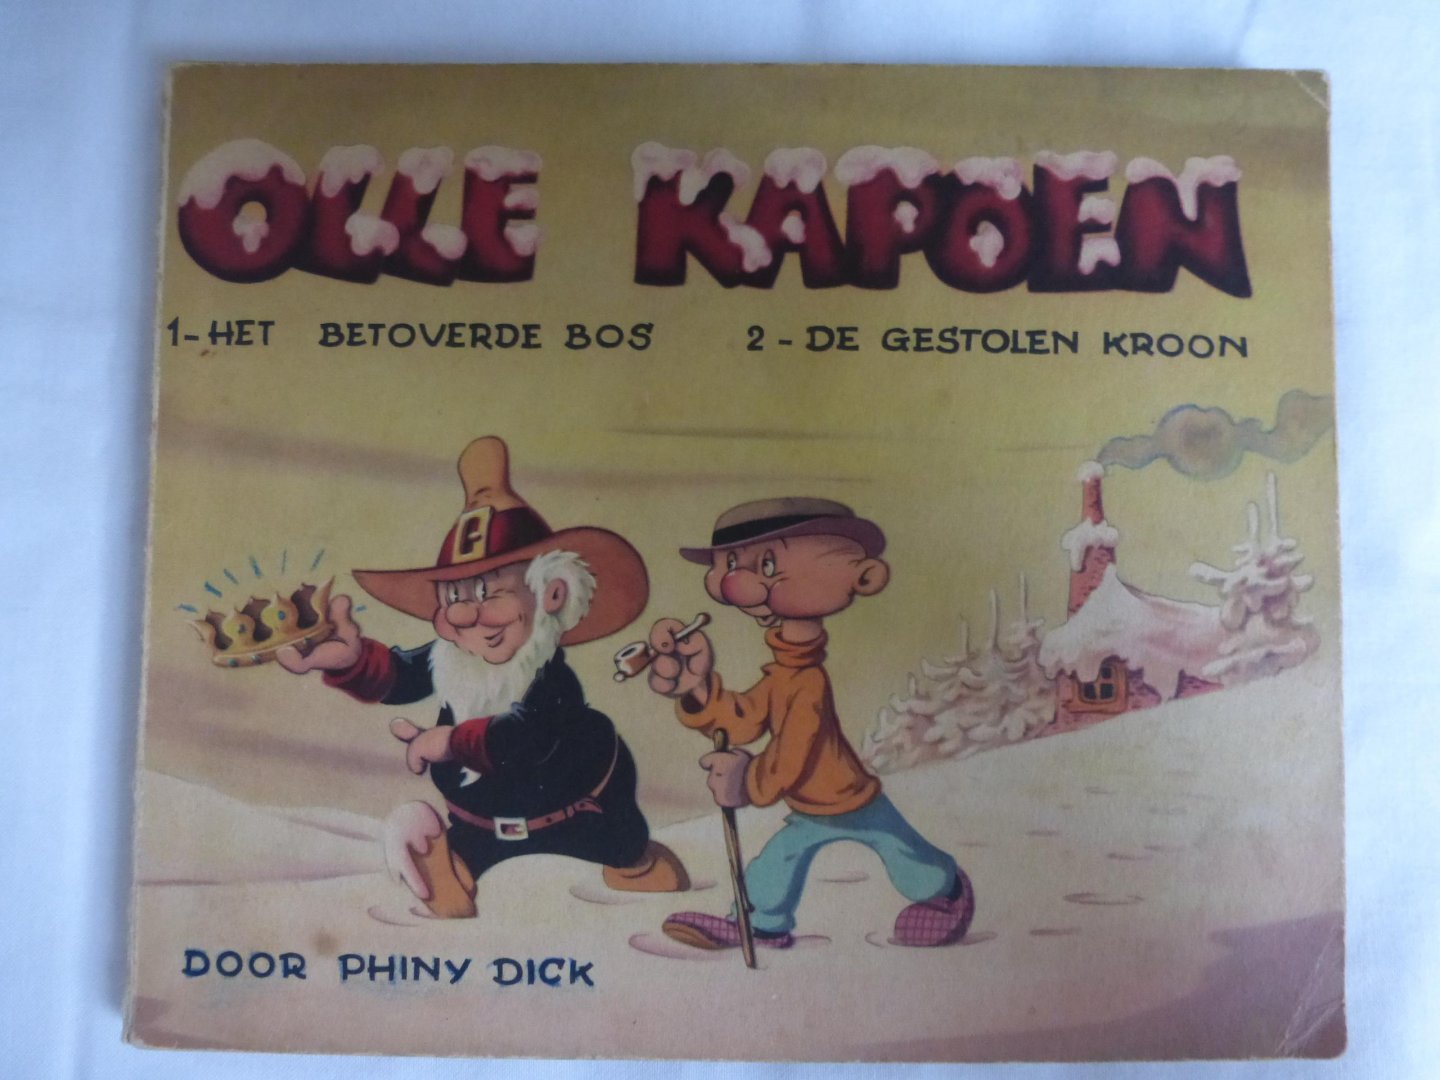 OLLE KAPOEN
1-HET BETOVERDE BOS 2-DE GESTOLEN KROON
DOOR PHINY DICK